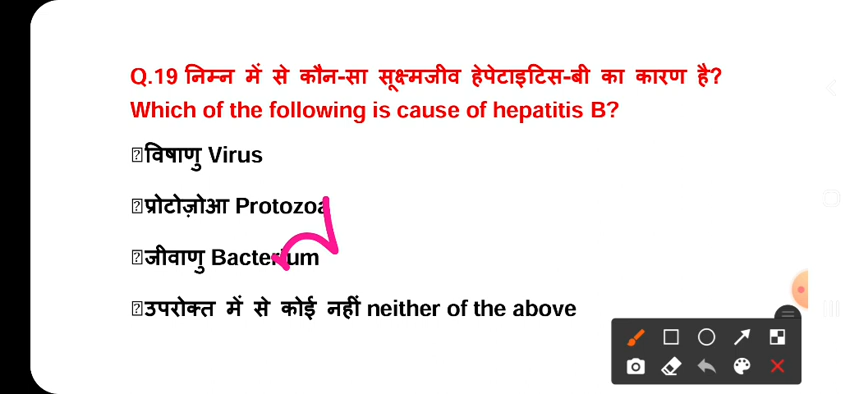 Q.19 निम्न में से कौन-सा सूक्ष्मजीव हेपेटाइटिस-बी का कारण है?
Which of the following is cause of hepatitis B?
विषाणु Virus
प्रोटोज़ोआ Protozoa
जीवाणु Bacterium
उपरोक्त में से कोई नहीं neither of the above